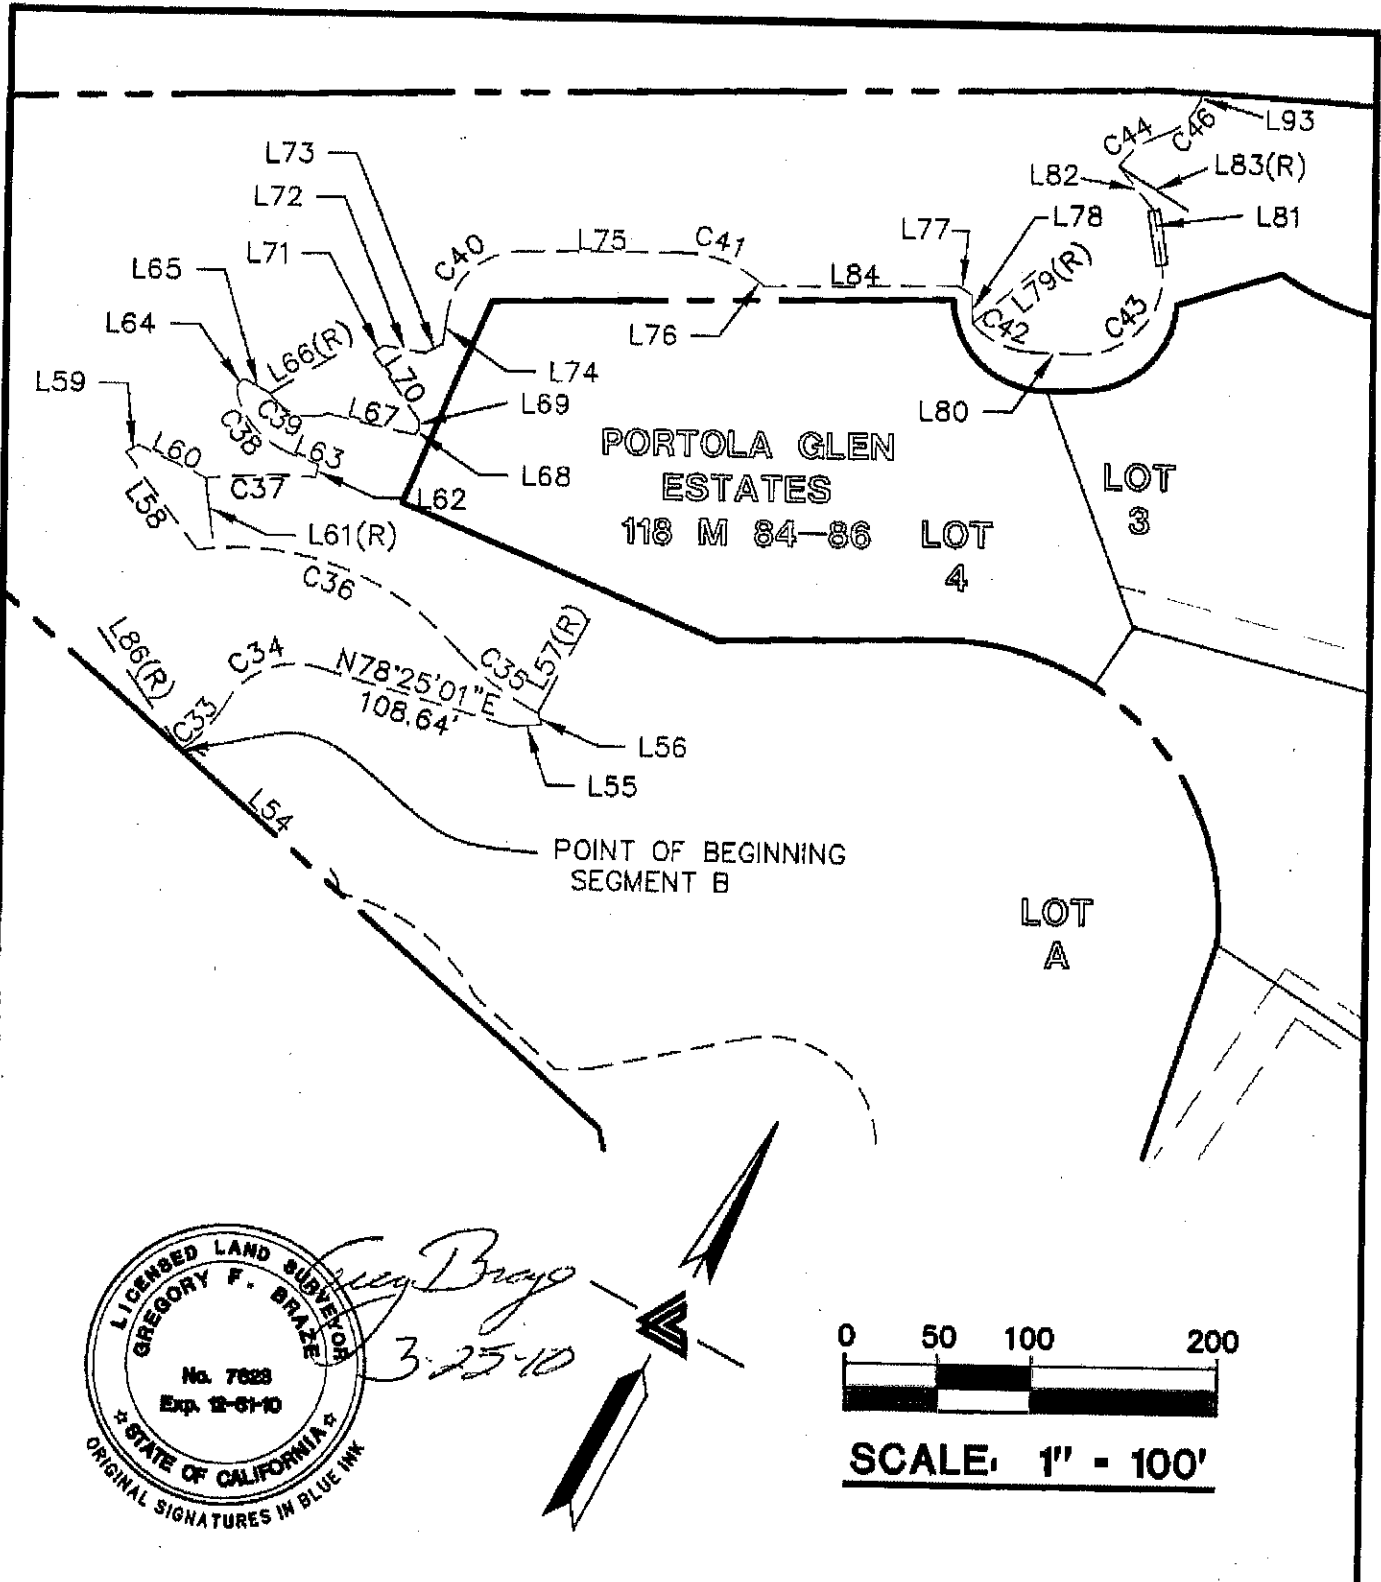 L93
C44
C46
L73
L83(R)
L82
L72
L78
L81
L71
L77
C40
L75
C41
L79(R)
L65
L84
L64
L66(R)
L76
C42
C43
L74
L59
L70
L69
L80
C39
L67
C38
L60
L63
L68
C37
L62
L58
L61(R)
PORTOLA GLEN
ESTATES
118 M 84-86
LOT
4
LOT
3
C36
L57(R)
L86(R)
C34
C35
N78°25'01"E
108.64'
C33
L56
L55
L54
POINT OF BEGINNING
SEGMENT B
LOT
A
LICENSED LAND SURVEYOR
GREGORY F. BRAZE
No. 7623
STATE OF CALIFORNIA
ORIGINAL SIGNATURES IN BLUE INK
3-25-10
0 50 100 200
SCALE: 1" = 100'